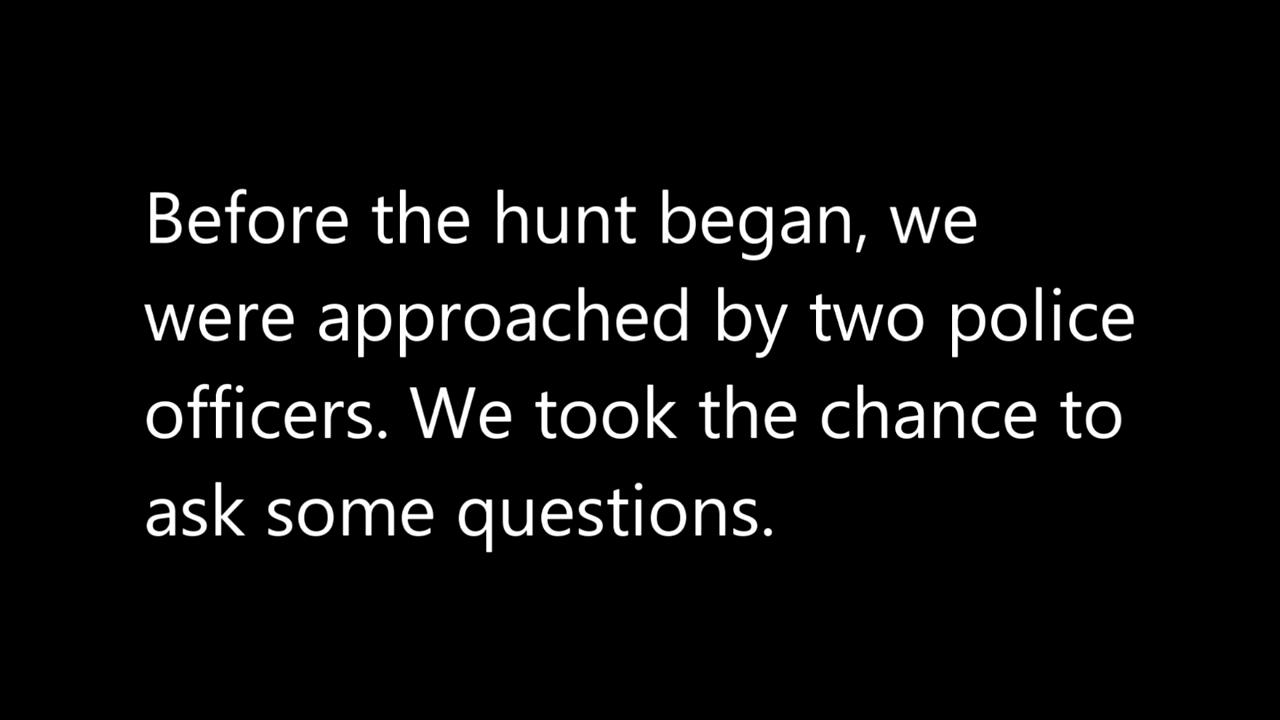 Before the hunt began, we
were approached by two police
officers. We took the chance to
ask some questions.